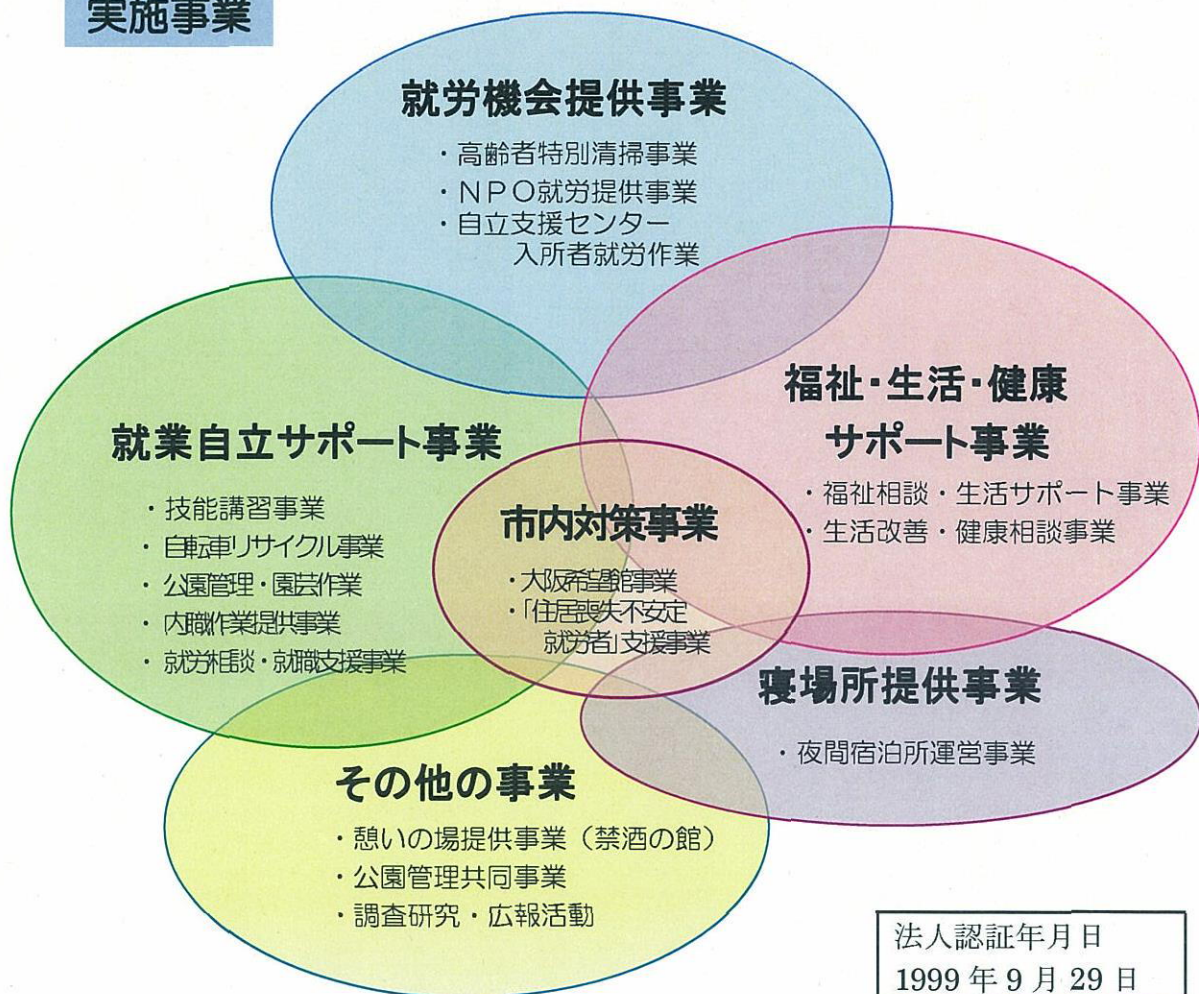 実施事業
就労機会提供事業
・高齢者特別清掃事業
・NPO就労提供事業
・自立支援センター
入所者就労作業
福祉・生活・健康
サポート事業
・福祉相談・生活サポート事業
・生活改善・健康相談事業
就業自立サポート事業
・技能講習事業
・自転車リサイクル事業
・公園管理・園芸作業
・内職作業提供事業
・就労相談・就職支援事業
市内対策事業
・大阪希望館事業
・「住居喪失不安定
就労者」支援事業
寝場所提供事業
・夜間宿泊所運営事業
その他の事業
・憩いの場提供事業（禁酒の館）
・公園管理共同事業
・調査研究・広報活動
法人認証年月日
1999年9月29日